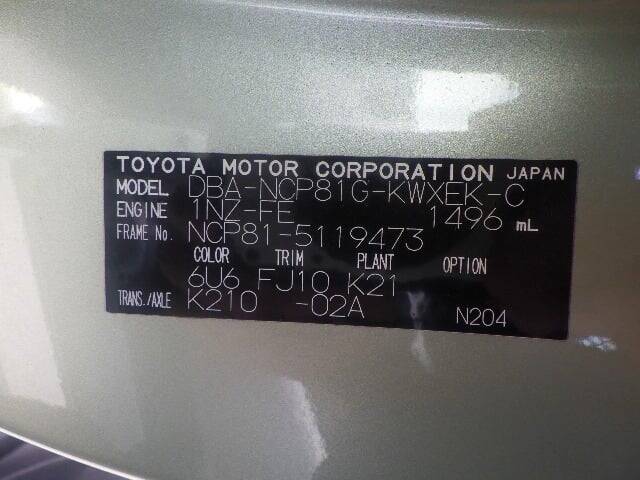 TOYOTA MOTOR CORPORATION JAPAN
MODEL DBA-NCP81G-KWXEK-C
ENGINE 1NZ-FE 1496 mL
FRAME No. NCP81-5119473
COLOR TRIM PLANT OPTION
6U6 FJ10 K21
TRANS./AXLE K210 -02A N204